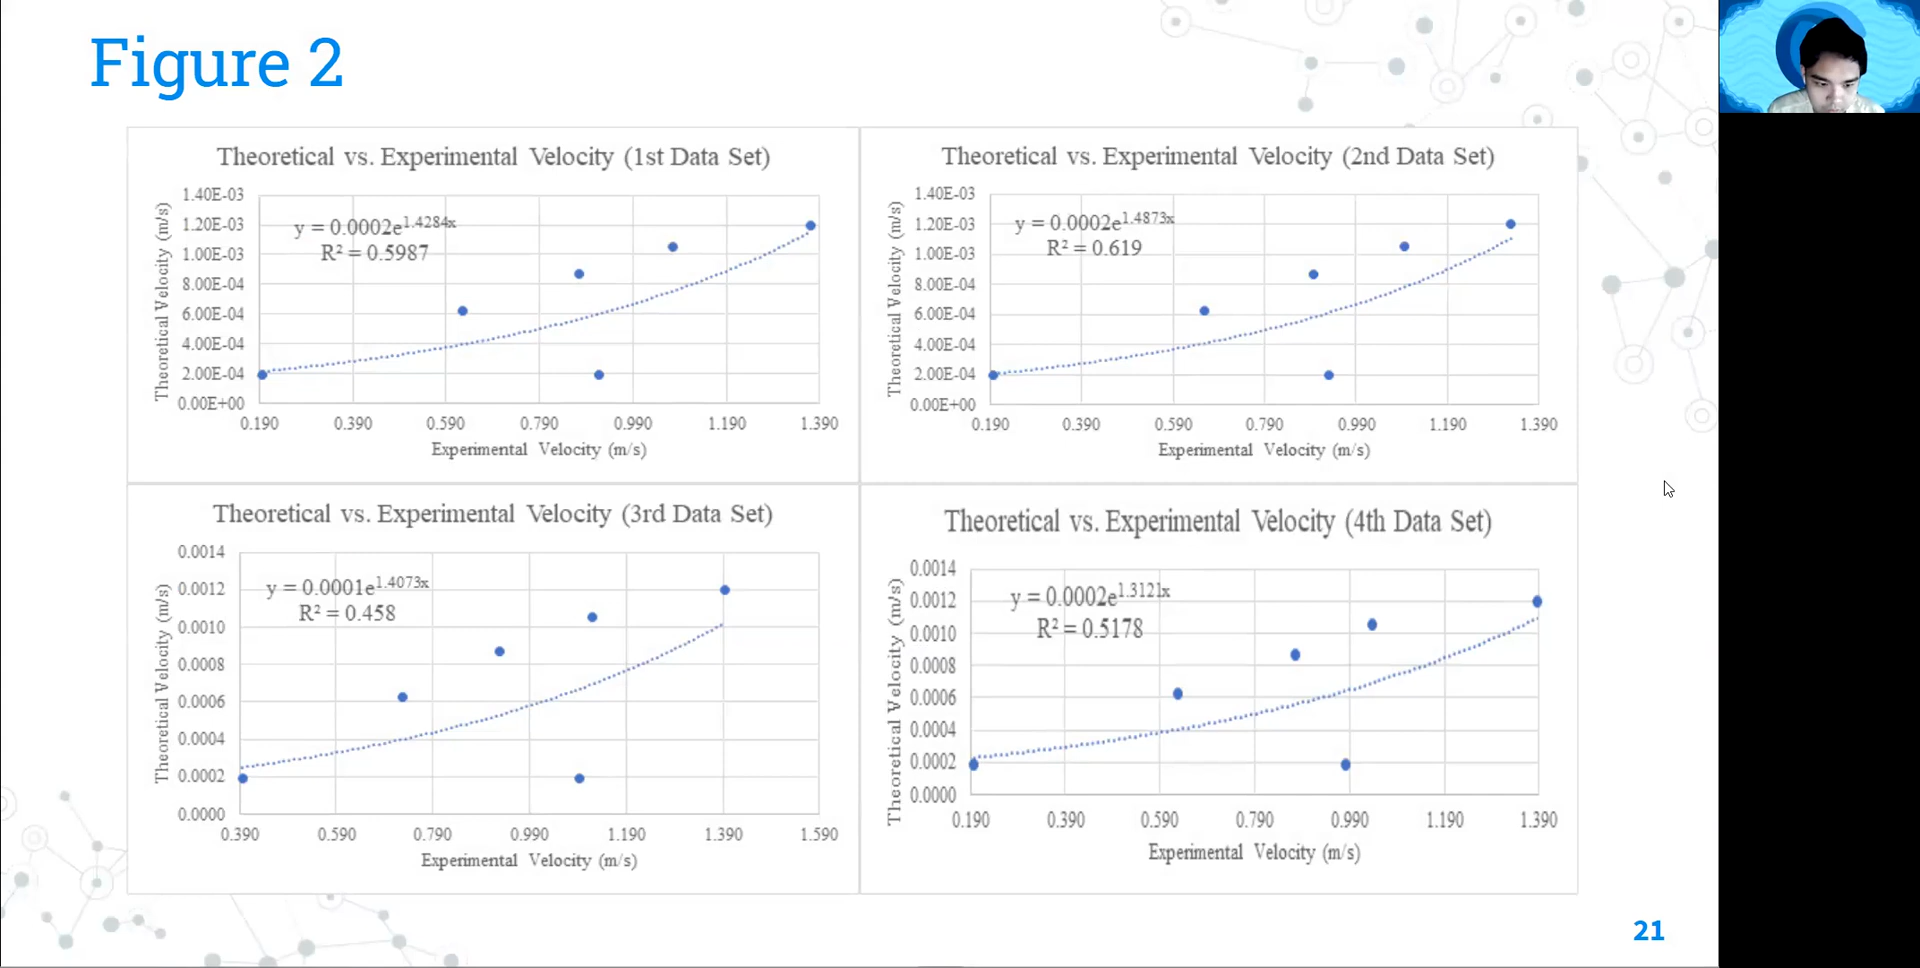 Figure 2
Theoretical vs. Experimental Velocity (1st Data Set)
1.40E-03
1.20E-03
1.00E-03
8.00E-04
6.00E-04
4.00E-04
2.00E-04
0.00E+00
Theoretical Velocity (m/s)
y = 0.0002e^1.4284x
R² = 0.5987
0.190 0.390 0.590 0.790 0.990 1.190 1.390
Experimental Velocity (m/s)
Theoretical vs. Experimental Velocity (2nd Data Set)
1.40E-03
1.20E-03
1.00E-03
8.00E-04
6.00E-04
4.00E-04
2.00E-04
0.00E+00
Theoretical Velocity (m/s)
y = 0.0002e^1.4873x
R² = 0.619
0.190 0.390 0.590 0.790 0.990 1.190 1.390
Experimental Velocity (m/s)
Theoretical vs. Experimental Velocity (3rd Data Set)
0.0014
0.0012
0.0010
0.0008
0.0006
0.0004
0.0002
0.0000
Theoretical Velocity (m/s)
y = 0.0001e^1.4073x
R² = 0.458
0.390 0.590 0.790 0.990 1.190 1.390 1.590
Experimental Velocity (m/s)
Theoretical vs. Experimental Velocity (4th Data Set)
0.0014
0.0012
0.0010
0.0008
0.0006
0.0004
0.0002
0.0000
Theoretical Velocity (m/s)
y = 0.0002e^1.3121x
R² = 0.5178
0.190 0.390 0.590 0.790 0.990 1.190 1.390
Experimental Velocity (m/s)
21